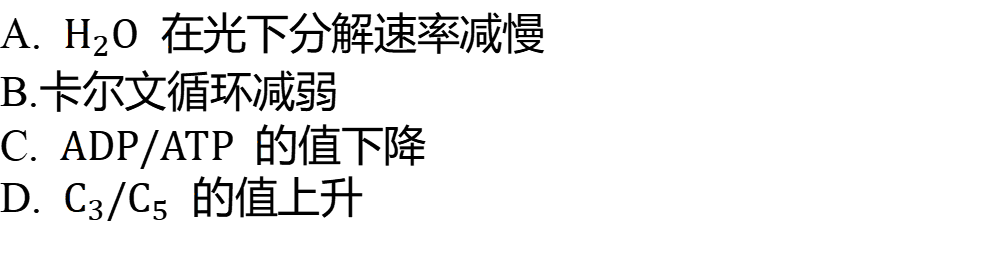 A. H₂O 在光下分解速率减慢
B.卡尔文循环减弱
C. ADP/ATP 的值下降
D. C₃/C₅ 的值上升